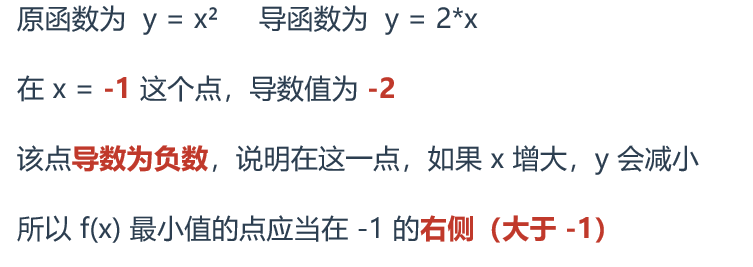 原函数为 y = x² 导函数为 y = 2*x
在 x = -1 这个点，导数值为 -2
该点导数为负数，说明在这一点，如果 x 增大，y 会减小
所以 f(x) 最小值的点应当在 -1 的右侧（大于 -1）